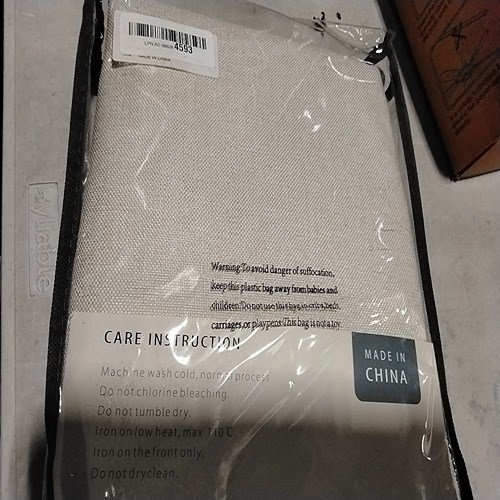 4593
Warning:To avoid danger of suffocation,
keep this plastic bag away from babies and
children.Do not use this bag in cribs,beds,
carriages,or playpens.This bag is not a toy.
CARE INSTRUCTION
MADE IN
CHINA
Machine wash cold, normal process
Do not chlorine bleaching.
Do not tumble dry,
Iron on low heat, max 110C
Iron on the front only.
Do not dryclean.